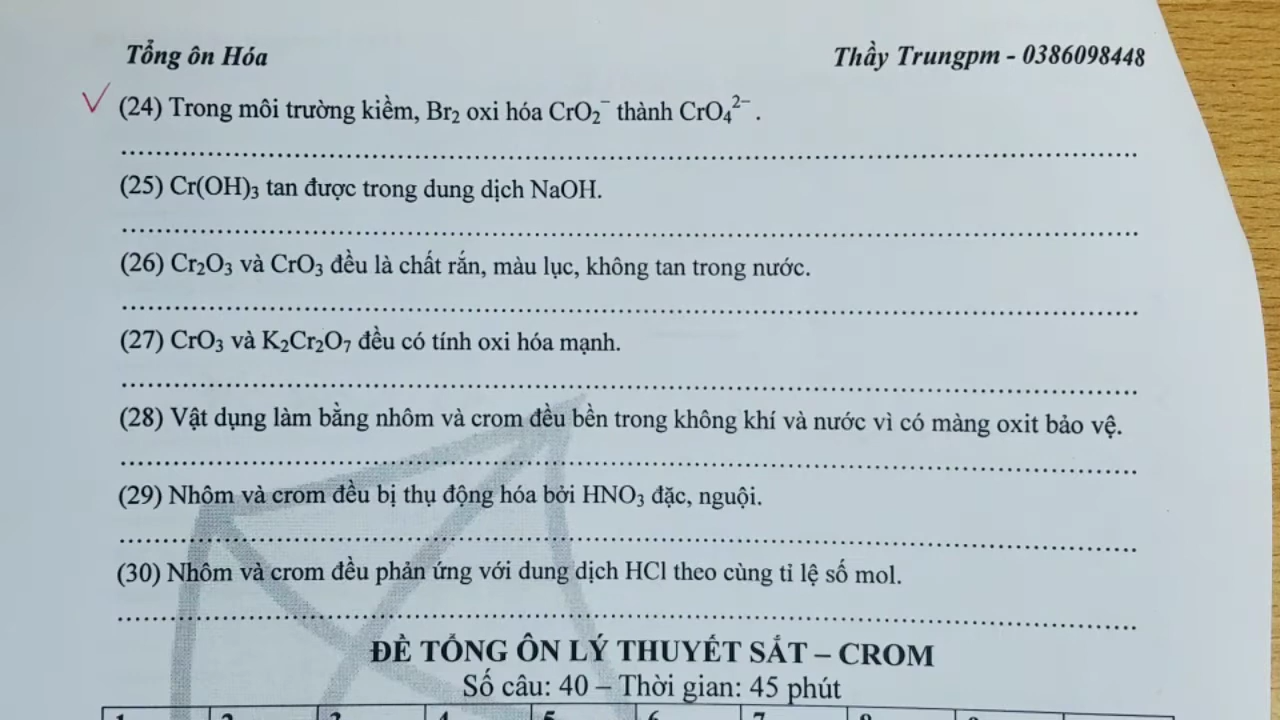 Tổng ôn Hóa Thầy Trungpm - 0386098448
(24) Trong môi trường kiềm, Br₂ oxi hóa CrO₂⁻ thành CrO₄²⁻ .
(25) Cr(OH)₃ tan được trong dung dịch NaOH.
(26) Cr₂O₃ và CrO₃ đều là chất rắn, màu lục, không tan trong nước.
(27) CrO₃ và K₂Cr₂O₇ đều có tính oxi hóa mạnh.
(28) Vật dụng làm bằng nhôm và crom đều bền trong không khí và nước vì có màng oxit bảo vệ.
(29) Nhôm và crom đều bị thụ động hóa bởi HNO₃ đặc, nguội.
(30) Nhôm và crom đều phản ứng với dung dịch HCl theo cùng tỉ lệ số mol.
ĐỀ TỔNG ÔN LÝ THUYẾT SẮT – CROM
Số câu: 40 – Thời gian: 45 phút